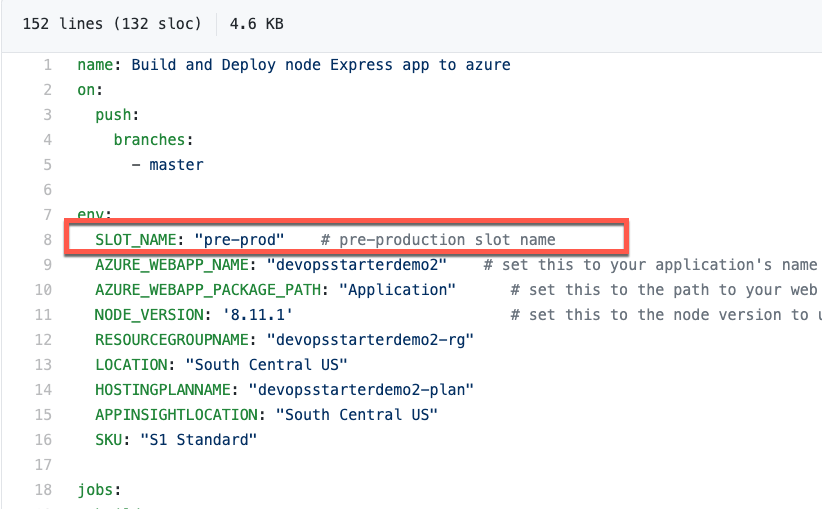 152 lines (132 sloc) 4.6 KB
1 name: Build and Deploy node Express app to azure
2 on:
3   push:
4     branches:
5       - master
6
7 env:
8   SLOT_NAME: "pre-prod"    # pre-production slot name
9   AZURE_WEBAPP_NAME: "devopsstarterdemo2"    # set this to your application's name
10   AZURE_WEBAPP_PACKAGE_PATH: "Application"      # set this to the path to your web
11   NODE_VERSION: '8.11.1'                        # set this to the node version to
12   RESOURCEGROUPNAME: "devopsstarterdemo2-rg"
13   LOCATION: "South Central US"
14   HOSTINGPLANNAME: "devopsstarterdemo2-plan"
15   APPINSIGHTLOCATION: "South Central US"
16   SKU: "S1 Standard"
17
18 jobs: